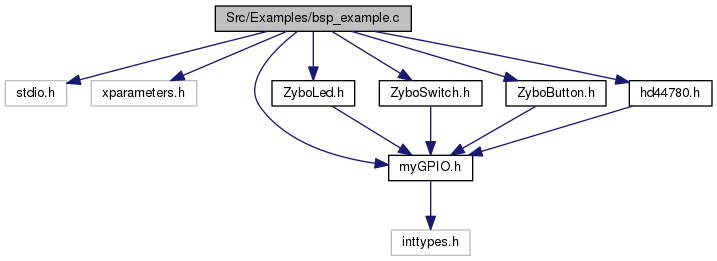 Src/Examples/bsp_example.c
stdio.h
xparameters.h
ZyboLed.h
ZyboSwitch.h
ZyboButton.h
hd44780.h
myGPIO.h
inttypes.h